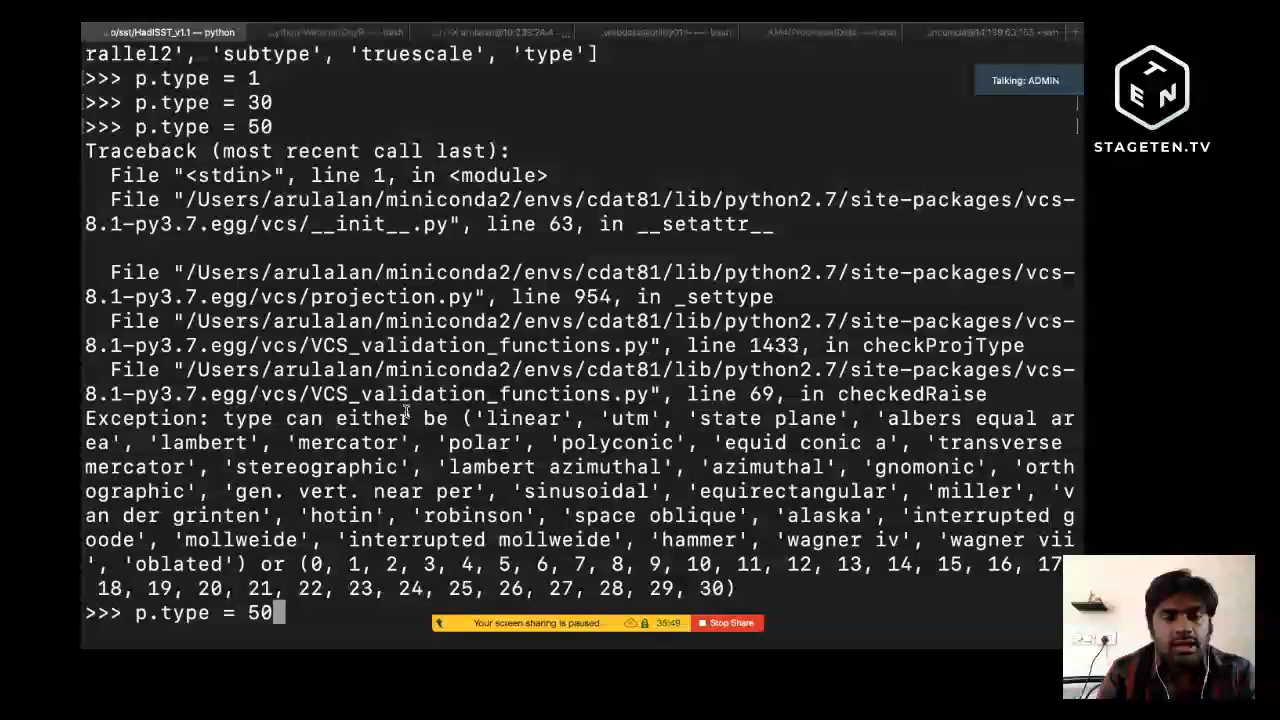 o/sst/HadISST_v1.1 — python
rallel2', 'subtype', 'truescale', 'type']
>>> p.type = 1
>>> p.type = 30
>>> p.type = 50
Talking: ADMIN
TEN
STAGETEN.TV
Traceback (most recent call last):
File "<stdin>", line 1, in <module>
File "/Users/arulalan/miniconda2/envs/cdat81/lib/python2.7/site-packages/vcs-
8.1-py3.7.egg/vcs/__init__.py", line 63, in __setattr__
File "/Users/arulalan/miniconda2/envs/cdat81/lib/python2.7/site-packages/vcs-
8.1-py3.7.egg/vcs/projection.py", line 954, in _settype
File "/Users/arulalan/miniconda2/envs/cdat81/lib/python2.7/site-packages/vcs-
8.1-py3.7.egg/vcs/VCS_validation_functions.py", line 1433, in checkProjType
File "/Users/arulalan/miniconda2/envs/cdat81/lib/python2.7/site-packages/vcs-
8.1-py3.7.egg/vcs/VCS_validation_functions.py", line 69, in checkedRaise
Exception: type can either be ('linear', 'utm', 'state plane', 'albers equal ar
ea', 'lambert', 'mercator', 'polar', 'polyconic', 'equid conic a', 'transverse
mercator', 'stereographic', 'lambert azimuthal', 'azimuthal', 'gnomonic', 'orth
ographic', 'gen. vert. near per', 'sinusoidal', 'equirectangular', 'miller', 'v
an der grinten', 'hotin', 'robinson', 'space oblique', 'alaska', 'interrupted g
oode', 'mollweide', 'interrupted mollweide', 'hammer', 'wagner iv', 'wagner vii
', 'oblated') or (0, 1, 2, 3, 4, 5, 6, 7, 8, 9, 10, 11, 12, 13, 14, 15, 16, 17
18, 19, 20, 21, 22, 23, 24, 25, 26, 27, 28, 29, 30)
>>> p.type = 50
Your screen sharing is paused
35:49
Stop Share